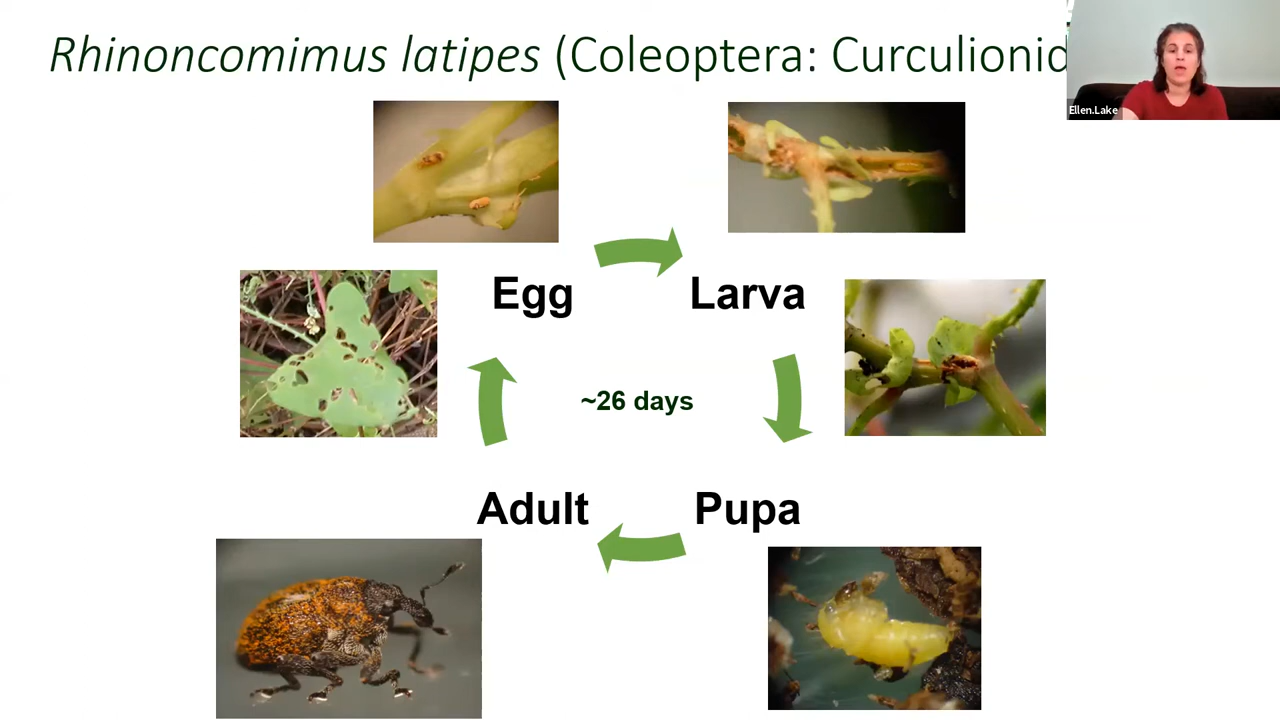 Rhinoncomimus latipes (Coleoptera: Curculionid
Ellen.Lake
Egg
Larva
~26 days
Adult
Pupa